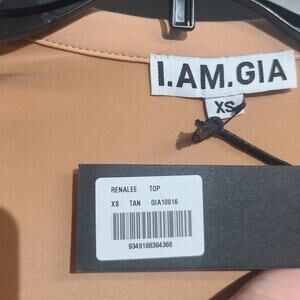 I.AM.GIA
XS
RENALEE TOP
XS TAN GIA10016
9349188384368